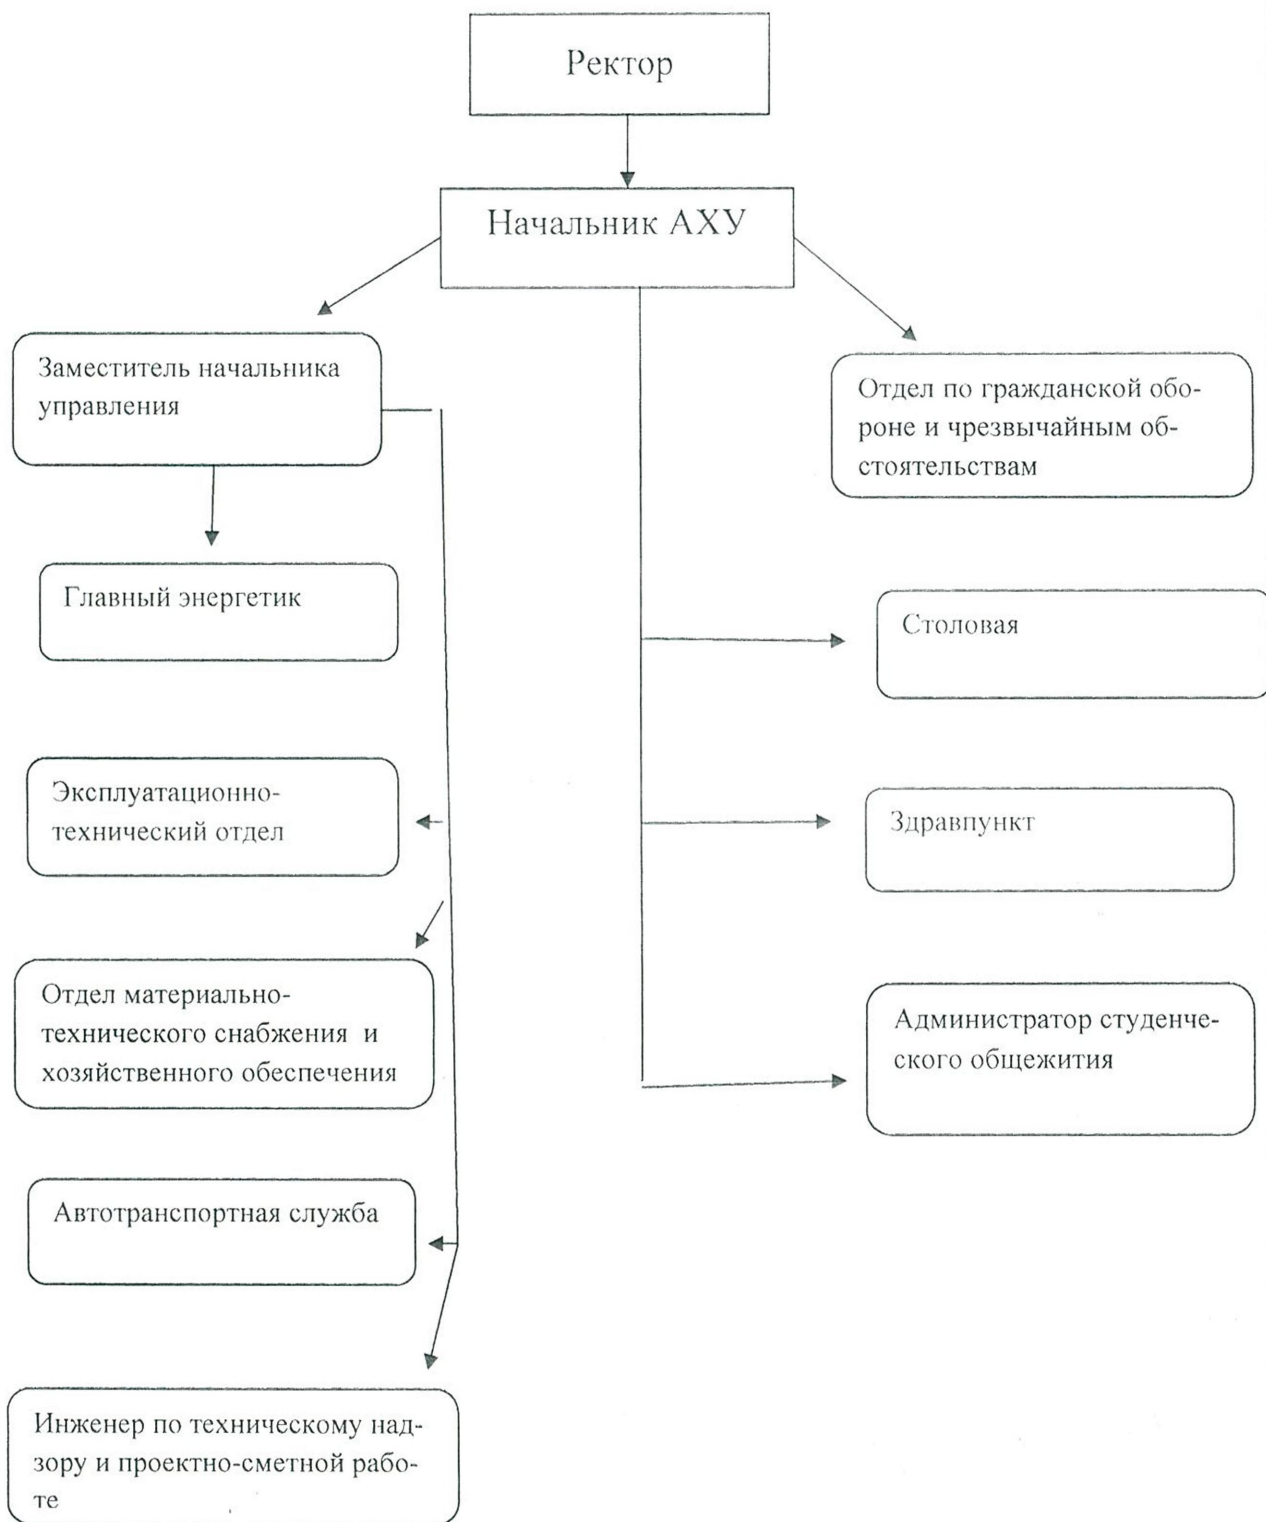 Ректор
Начальник АХУ
Заместитель начальника
управления
Отдел по гражданской обо-
роне и чрезвычайным об-
стоятельствам
Главный энергетик
Столовая
Эксплуатационно-
технический отдел
Здравпункт
Отдел материально-
технического снабжения и
хозяйственного обеспечения
Администратор студенче-
ского общежития
Автотранспортная служба
Инженер по техническому над-
зору и проектно-сметной рабо-
те